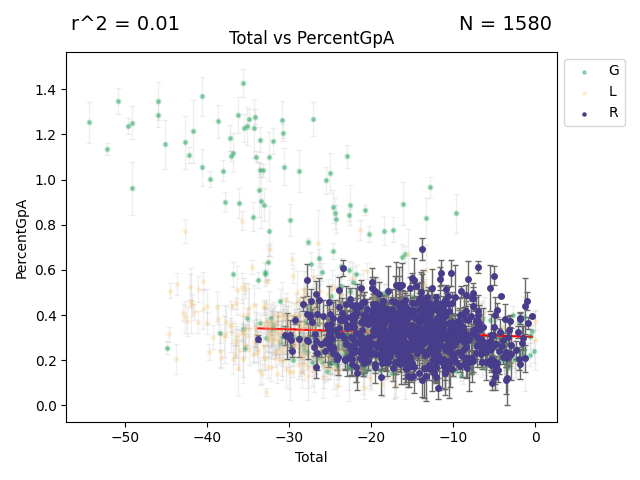 r^2 = 0.01 N = 1580
Total vs PercentGpA
G
L
R
PercentGpA
1.4
1.2
1.0
0.8
0.6
0.4
0.2
0.0
−50 −40 −30 −20 −10 0
Total